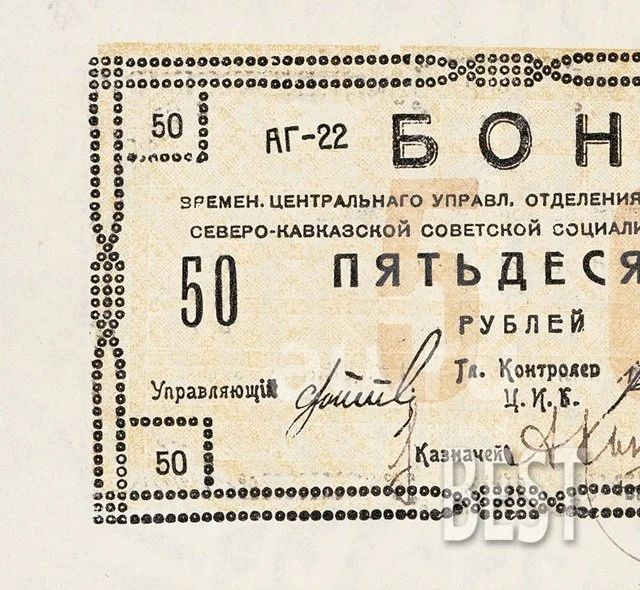 50
АГ-22
БОН
ВРЕМЕН. ЦЕНТРАЛЬНАГО УПРАВЛ. ОТДЕЛЕНИЯ
СЕВЕРО-КАВКАЗСКОЙ СОВЕТСКОЙ СОЦИАЛИ
50 ПЯТЬДЕСЯ
РУБЛЕЙ
Управляющій
Гл. Контролер
Ц. И. К.
Казначей
50
BEST